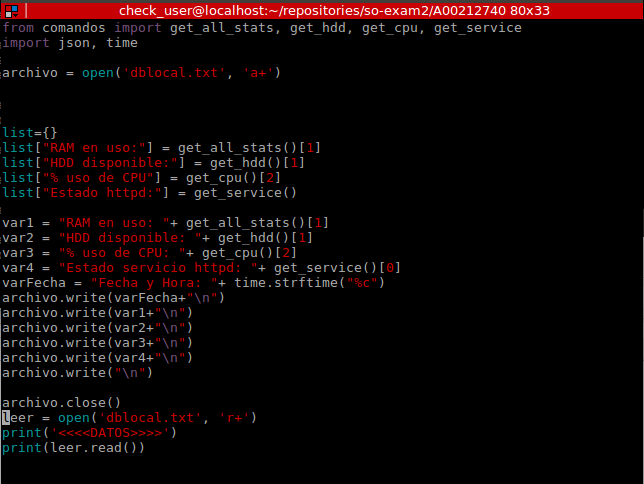 check_user@localhost:~/repositories/so-exam2/A00212740 80x33
from comandos import get_all_stats, get_hdd, get_cpu, get_service
import json, time
archivo = open('dblocal.txt', 'a+')
list={}
list["RAM en uso:"] = get_all_stats()[1]
list["HDD disponible:"] = get_hdd()[1]
list["% uso de CPU"] = get_cpu()[2]
list["Estado httpd:"] = get_service()
var1 = "RAM en uso: "+ get_all_stats()[1]
var2 = "HDD disponible: "+ get_hdd()[1]
var3 = "% uso de CPU: "+ get_cpu()[2]
var4 = "Estado servicio httpd: "+ get_service()[0]
varFecha = "Fecha y Hora: "+ time.strftime("%c")
archivo.write(varFecha+"\n")
archivo.write(var1+"\n")
archivo.write(var2+"\n")
archivo.write(var3+"\n")
archivo.write(var4+"\n")
archivo.write("\n")
archivo.close()
leer = open('dblocal.txt', 'r+')
print('<<<<DATOS>>>>')
print(leer.read())